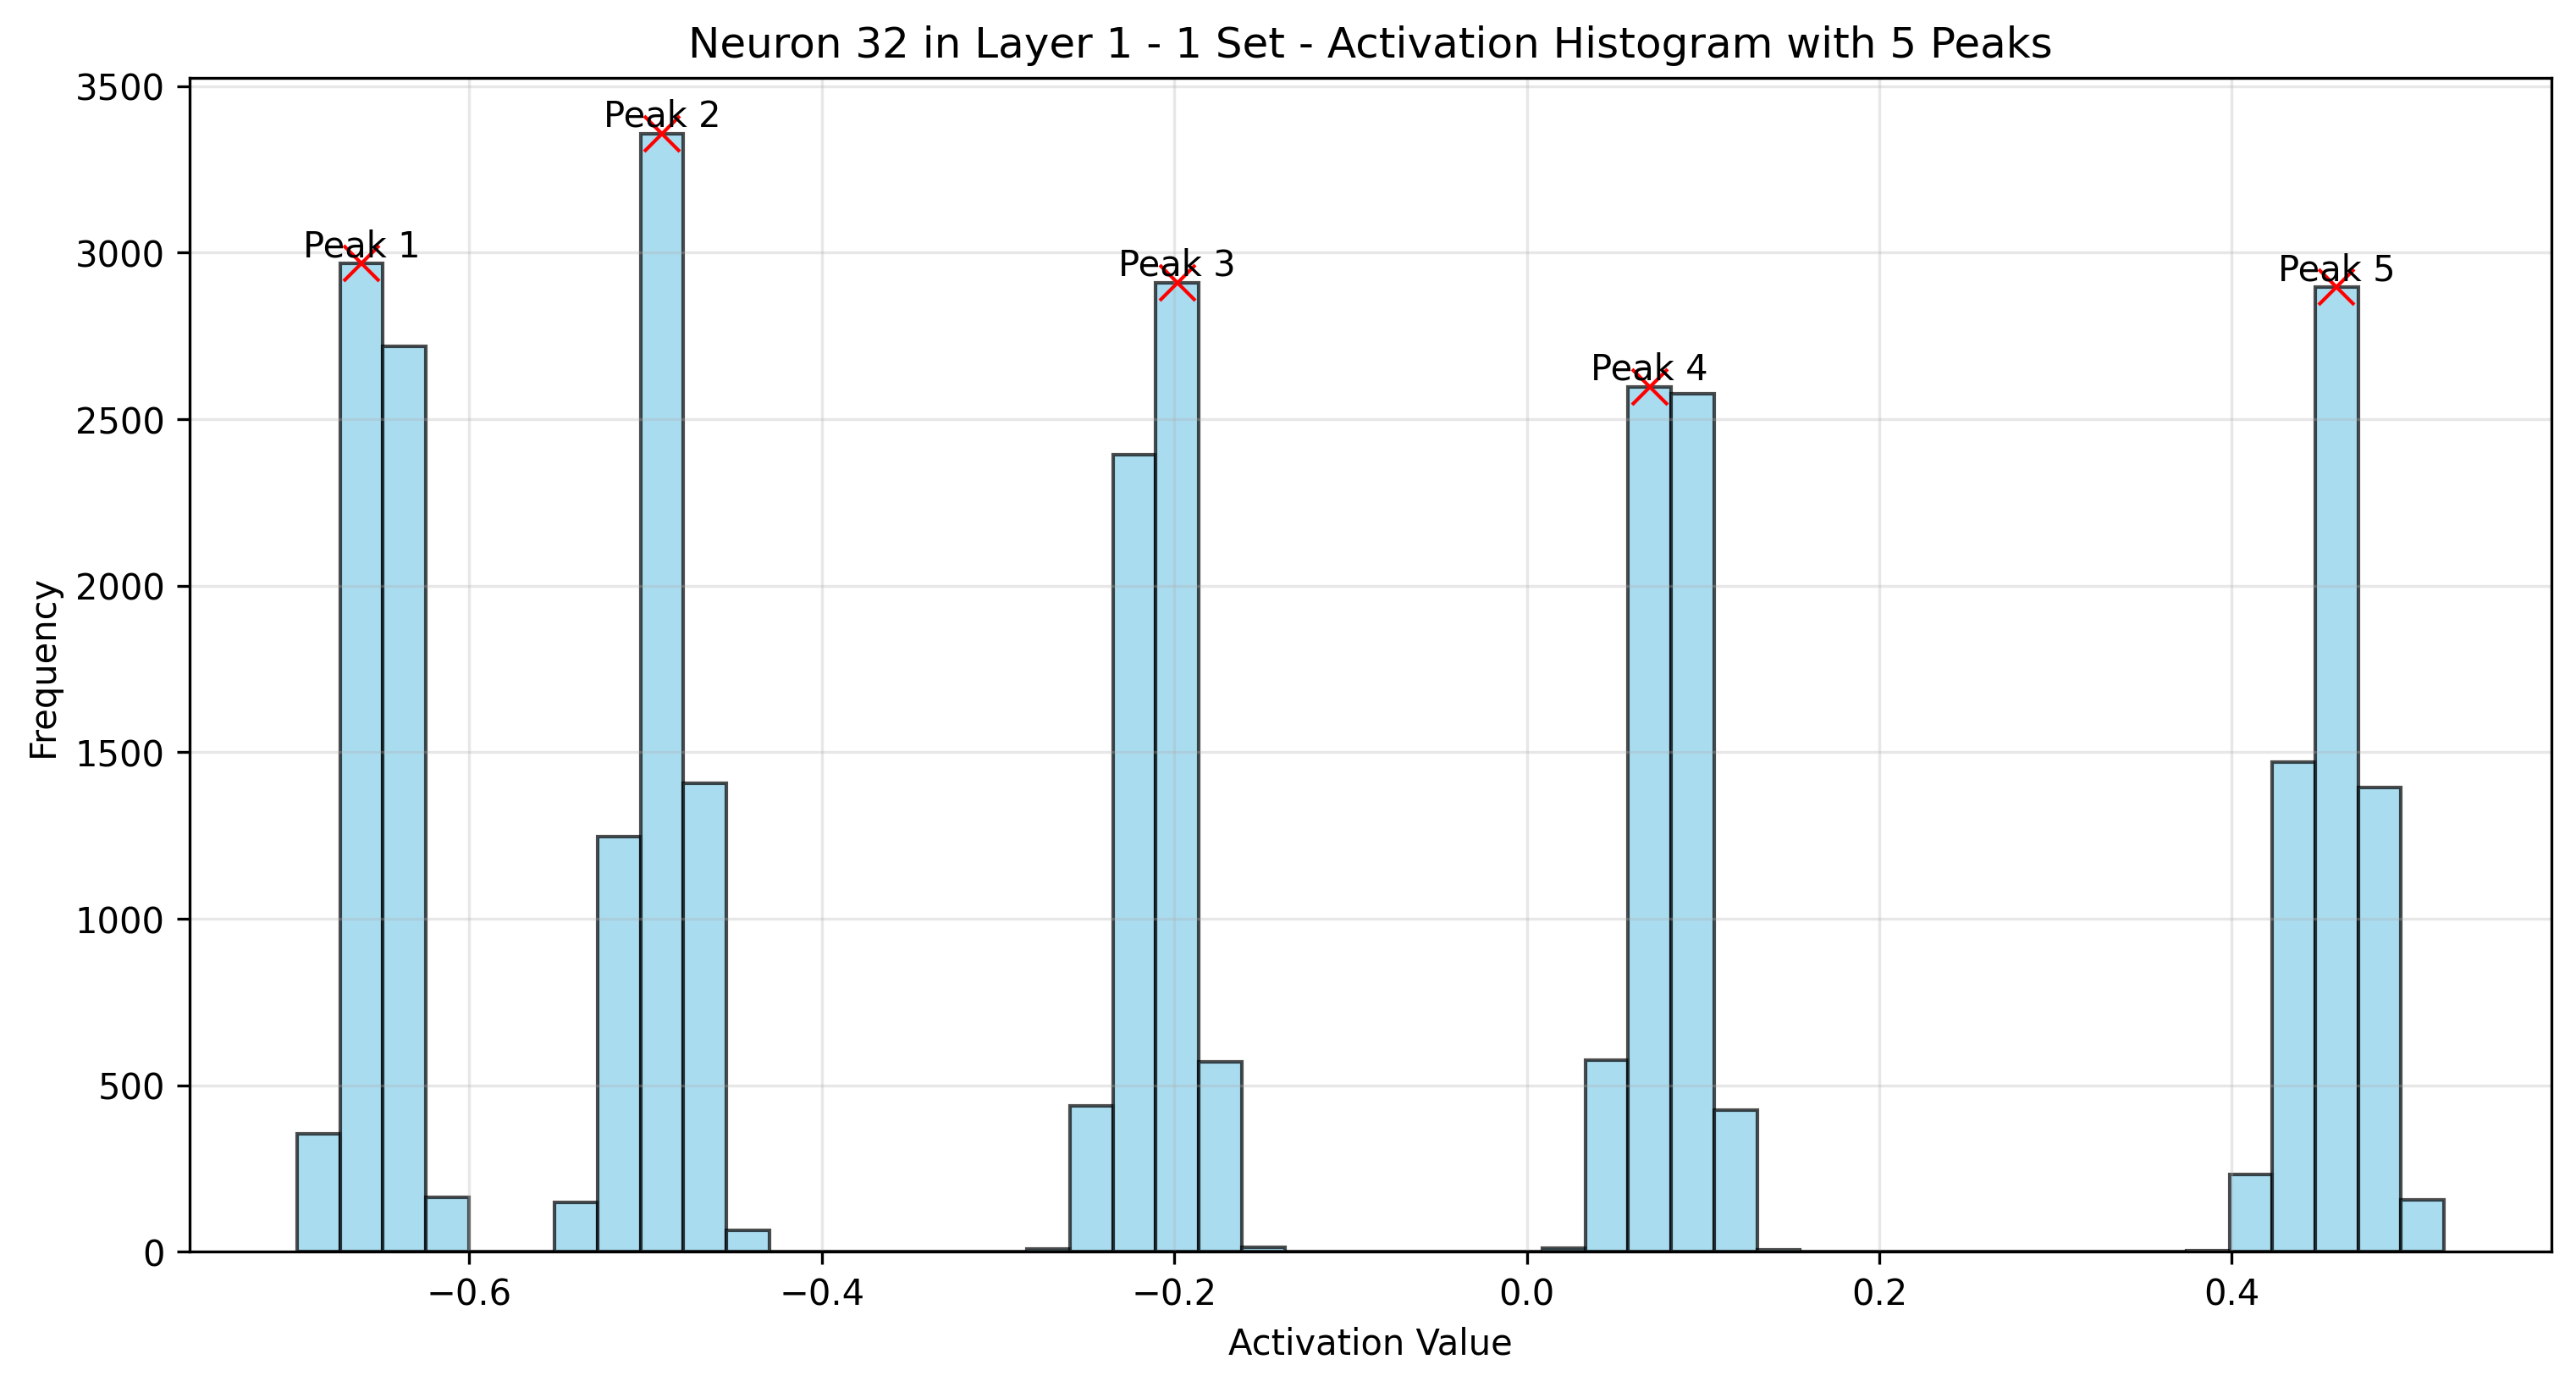 Neuron 32 in Layer 1 - 1 Set - Activation Histogram with 5 Peaks
3500
3000
2500
2000
1500
1000
500
0
Frequency
Peak 1
Peak 2
Peak 3
Peak 4
Peak 5
−0.6
−0.4
−0.2
0.0
0.2
0.4
Activation Value